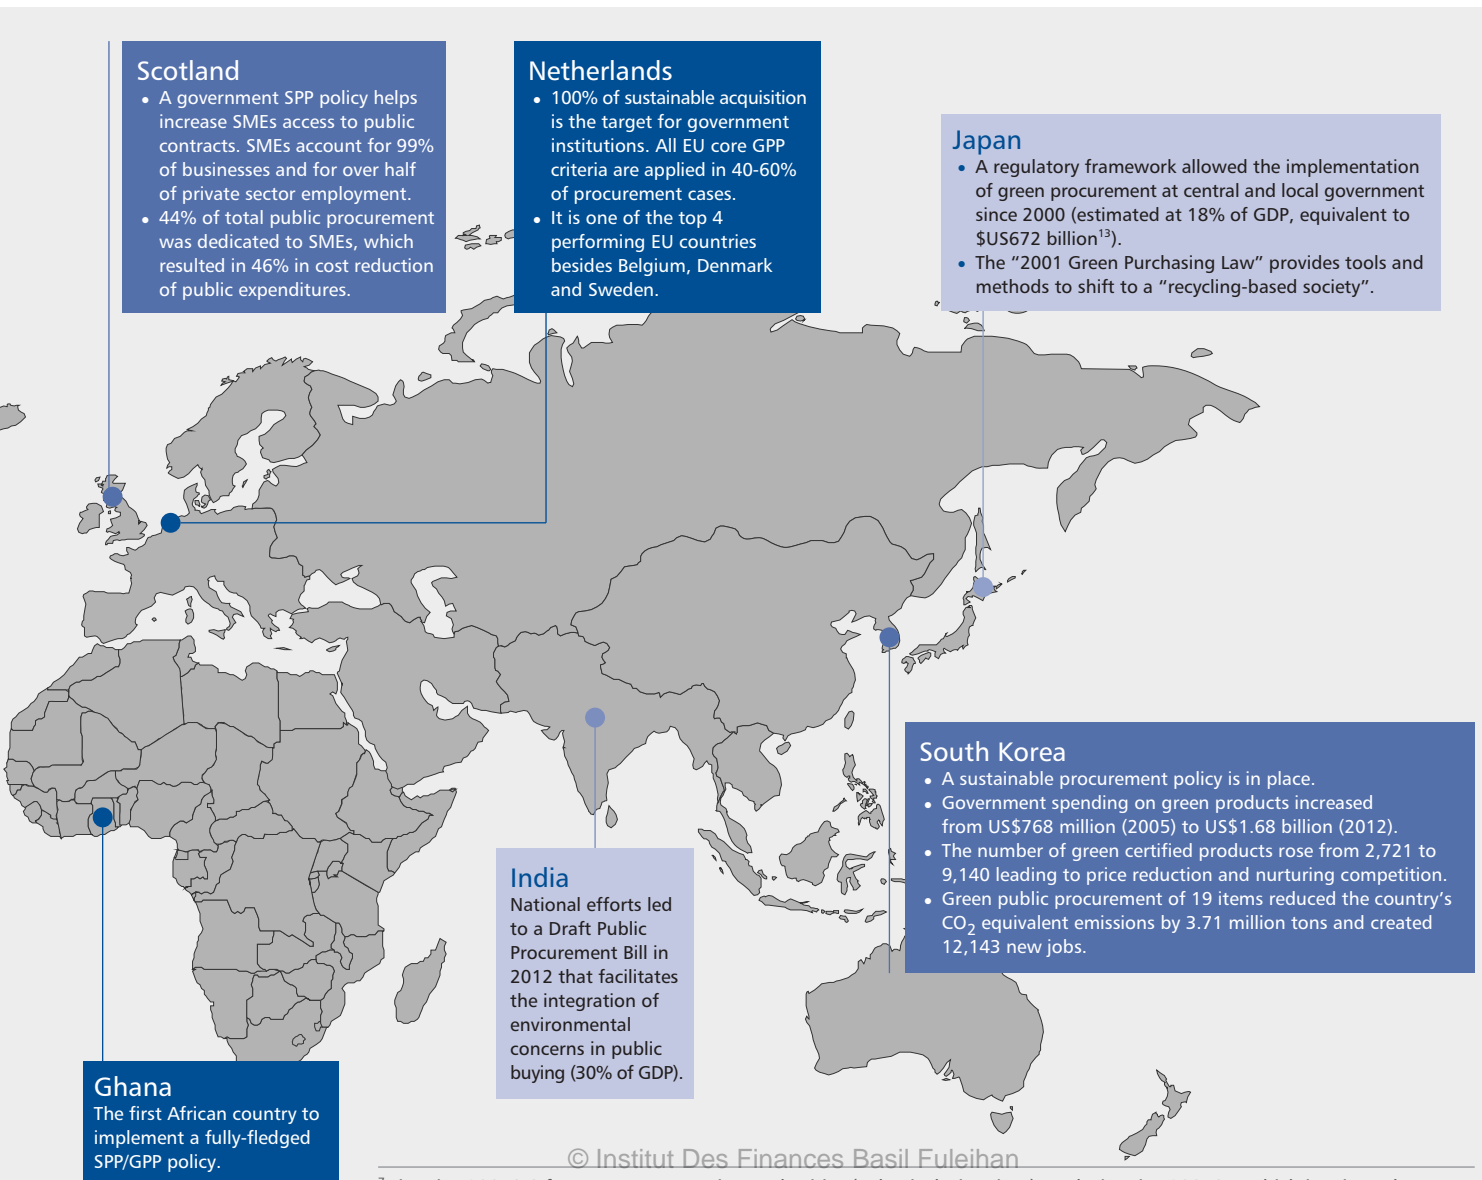 Scotland
• A government SPP policy helps
increase SMEs access to public
contracts. SMEs account for 99%
of businesses and for over half
of private sector employment.
• 44% of total public procurement
was dedicated to SMEs, which
resulted in 46% in cost reduction
of public expenditures.
Netherlands
• 100% of sustainable acquisition
is the target for government
institutions. All EU core GPP
criteria are applied in 40-60%
of procurement cases.
• It is one of the top 4
performing EU countries
besides Belgium, Denmark
and Sweden.
Japan
• A regulatory framework allowed the implementation
of green procurement at central and local government
since 2000 (estimated at 18% of GDP, equivalent to
$US672 billion¹³).
• The “2001 Green Purchasing Law” provides tools and
methods to shift to a “recycling-based society”.
South Korea
• A sustainable procurement policy is in place.
• Government spending on green products increased
from US$768 million (2005) to US$1.68 billion (2012).
• The number of green certified products rose from 2,721 to
9,140 leading to price reduction and nurturing competition.
• Green public procurement of 19 items reduced the country’s
CO₂ equivalent emissions by 3.71 million tons and created
12,143 new jobs.
India
National efforts led
to a Draft Public
Procurement Bill in
2012 that facilitates
the integration of
environmental
concerns in public
buying (30% of GDP).
Ghana
The first African country to
implement a fully-fledged
SPP/GPP policy.
© Institut Des Finances Basil Fuleihan